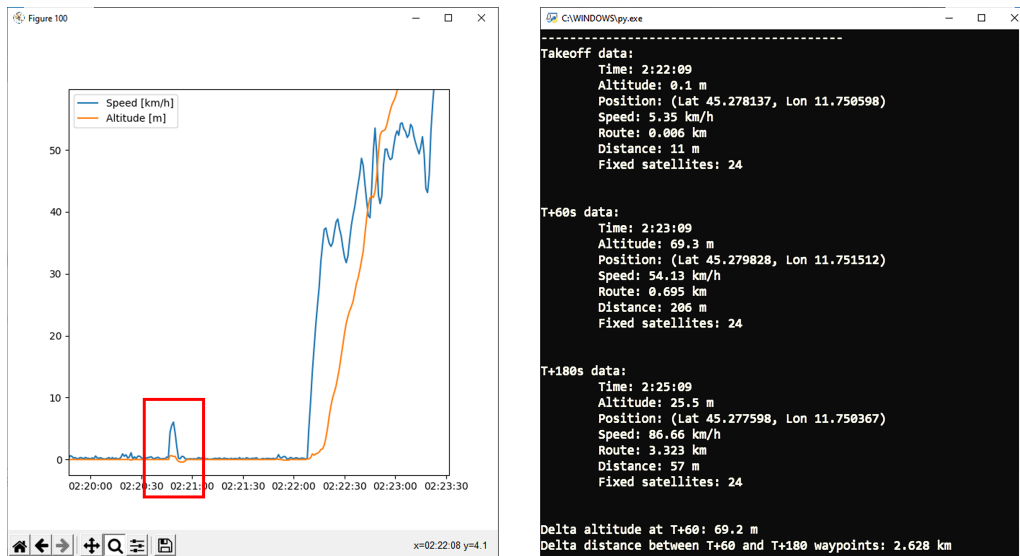 Figure 100
Speed [km/h]
Altitude [m]
50
40
30
20
10
0
02:20:00 02:20:30 02:21:00 02:21:30 02:22:00 02:22:30 02:23:00 02:23:30
x=02:22:08 y=4.1
C:\WINDOWS\py.exe
------------------------------------------
Takeoff data:
Time: 2:22:09
Altitude: 0.1 m
Position: (Lat 45.278137, Lon 11.750598)
Speed: 5.35 km/h
Route: 0.006 km
Distance: 11 m
Fixed satellites: 24
T+60s data:
Time: 2:23:09
Altitude: 69.3 m
Position: (Lat 45.279828, Lon 11.751512)
Speed: 54.13 km/h
Route: 0.695 km
Distance: 206 m
Fixed satellites: 24
T+180s data:
Time: 2:25:09
Altitude: 25.5 m
Position: (Lat 45.277598, Lon 11.750367)
Speed: 86.66 km/h
Route: 3.323 km
Distance: 57 m
Fixed satellites: 24
Delta altitude at T+60: 69.2 m
Delta distance between T+60 and T+180 waypoints: 2.628 km